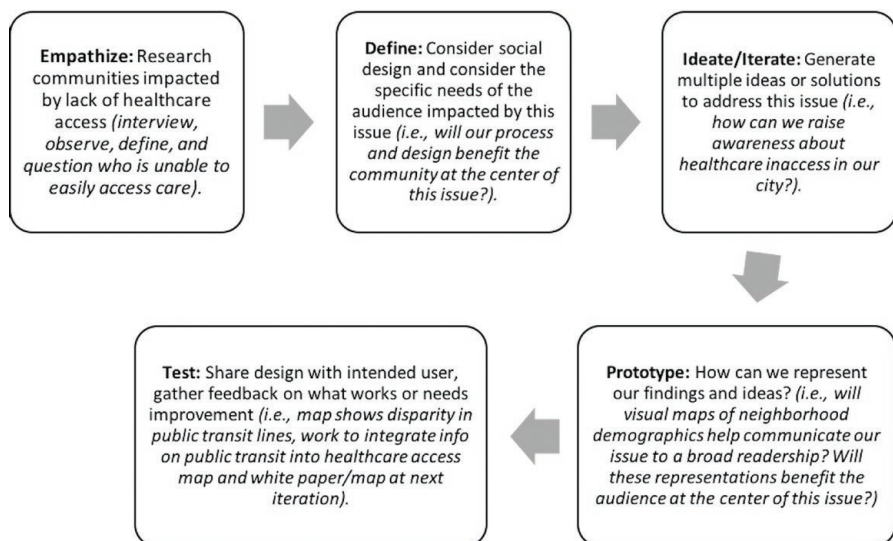 Empathize: Research
communities impacted
by lack of healthcare
access (interview,
observe, define, and
question who is unable to
easily access care).
Define: Consider social
design and consider the
specific needs of the
audience impacted by this
issue (i.e., will our process
and design benefit the
community at the center of
this issue?).
Ideate/Iterate: Generate
multiple ideas or solutions
to address this issue (i.e.,
how can we raise
awareness about
healthcare inaccess in our
city?).
Test: Share design with intended user,
gather feedback on what works or needs
improvement (i.e., map shows disparity in
public transit lines, work to integrate info
on public transit into healthcare access
map and white paper/map at next
iteration).
Prototype: How can we represent
our findings and ideas? (i.e., will
visual maps of neighborhood
demographics help communicate our
issue to a broad readership? Will
these representations benefit the
audience at the center of this issue?)